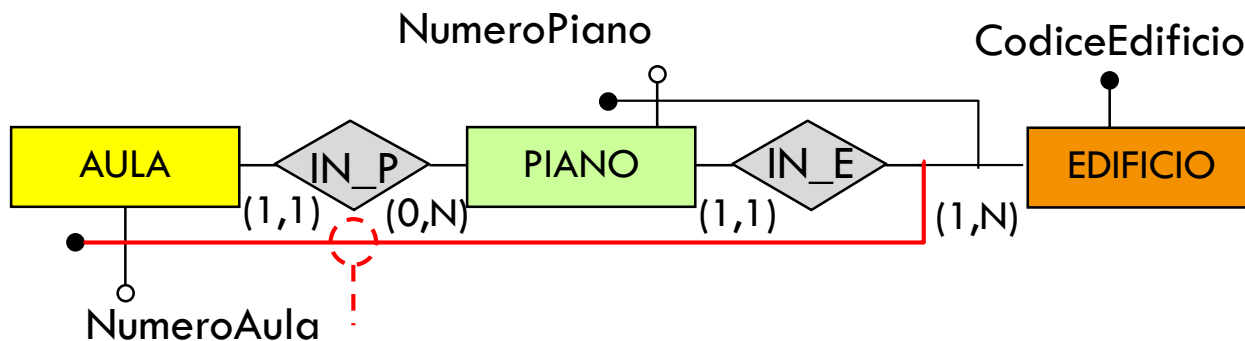 NumeroPiano
CodiceEdificio
AULA
IN_P
PIANO
IN_E
EDIFICIO
(1,1)
(0,N)
(1,1)
(1,N)
NumeroAula